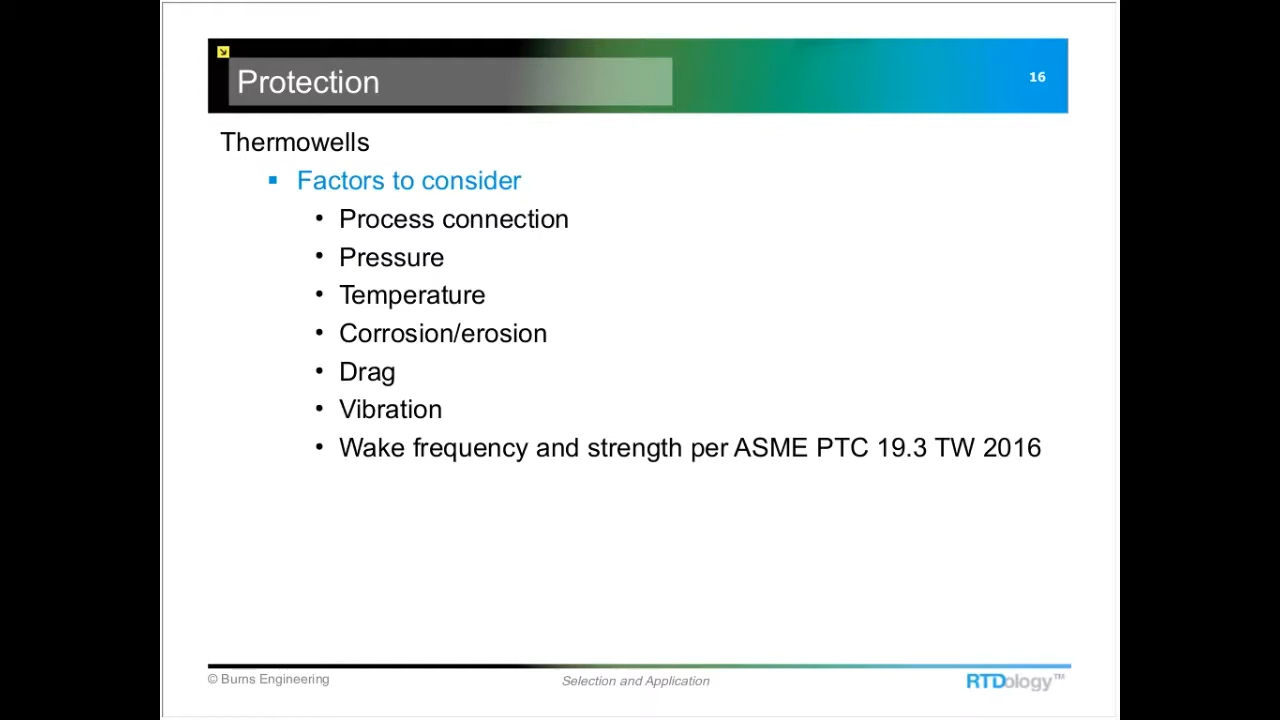 Protection
16
Thermowells
▪ Factors to consider
• Process connection
• Pressure
• Temperature
• Corrosion/erosion
• Drag
• Vibration
• Wake frequency and strength per ASME PTC 19.3 TW 2016
© Burns Engineering
Selection and Application
RTDology™